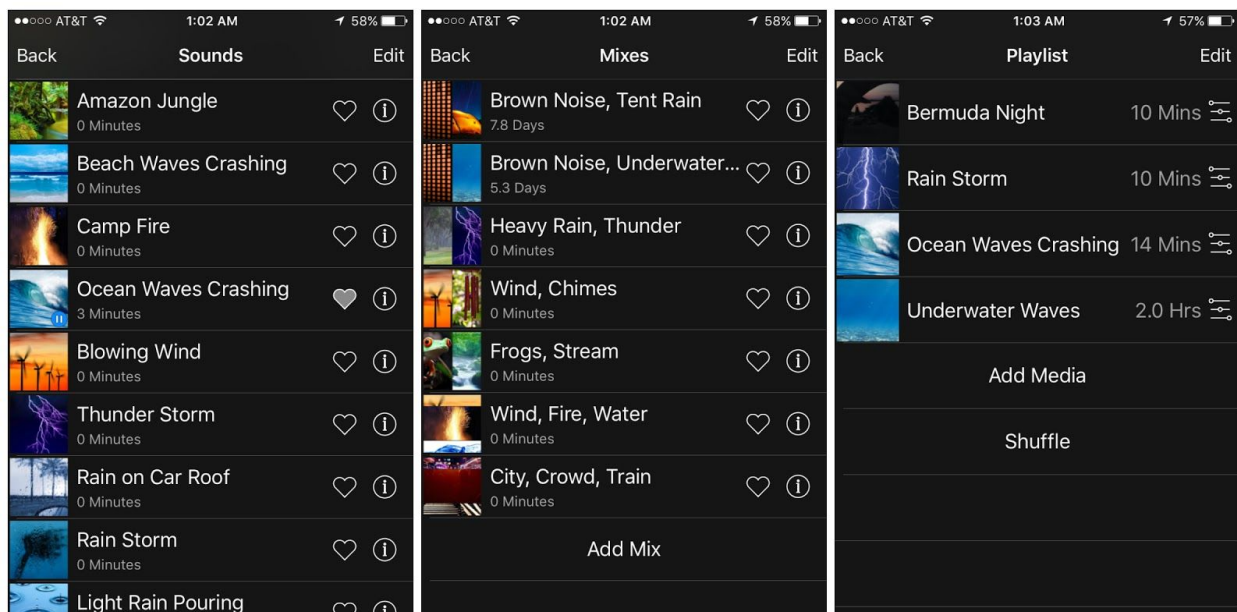 AT&T 1:02 AM 58%
Back Sounds Edit
Amazon Jungle
0 Minutes
Beach Waves Crashing
0 Minutes
Camp Fire
0 Minutes
Ocean Waves Crashing
3 Minutes
Blowing Wind
0 Minutes
Thunder Storm
0 Minutes
Rain on Car Roof
0 Minutes
Rain Storm
0 Minutes
Light Rain Pouring
AT&T 1:02 AM 58%
Back Mixes Edit
Brown Noise, Tent Rain
7.8 Days
Brown Noise, Underwater...
5.3 Days
Heavy Rain, Thunder
0 Minutes
Wind, Chimes
0 Minutes
Frogs, Stream
0 Minutes
Wind, Fire, Water
0 Minutes
City, Crowd, Train
0 Minutes
Add Mix
AT&T 1:03 AM 57%
Back Playlist Edit
Bermuda Night 10 Mins
Rain Storm 10 Mins
Ocean Waves Crashing 14 Mins
Underwater Waves 2.0 Hrs
Add Media
Shuffle